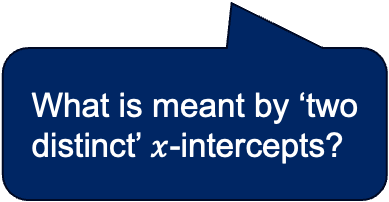 What is meant by ‘two
distinct’ 𝑥-intercepts?